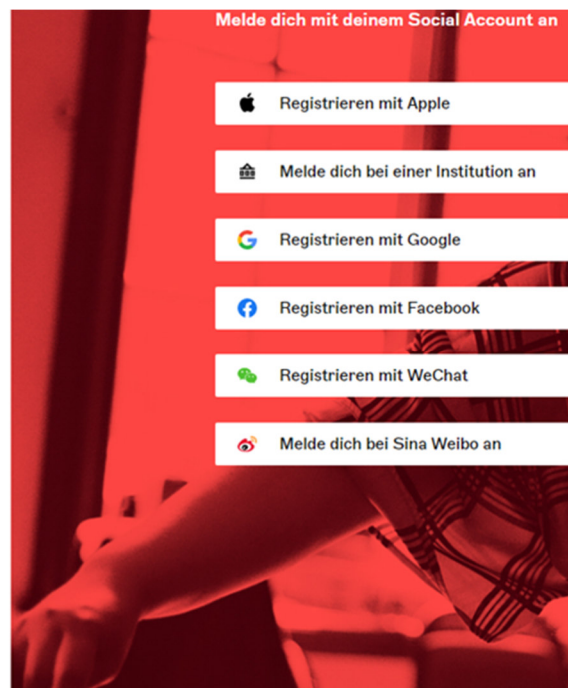 Melde dich mit deinem Social Account an
Registrieren mit Apple
Melde dich bei einer Institution an
Registrieren mit Google
Registrieren mit Facebook
Registrieren mit WeChat
Melde dich bei Sina Weibo an